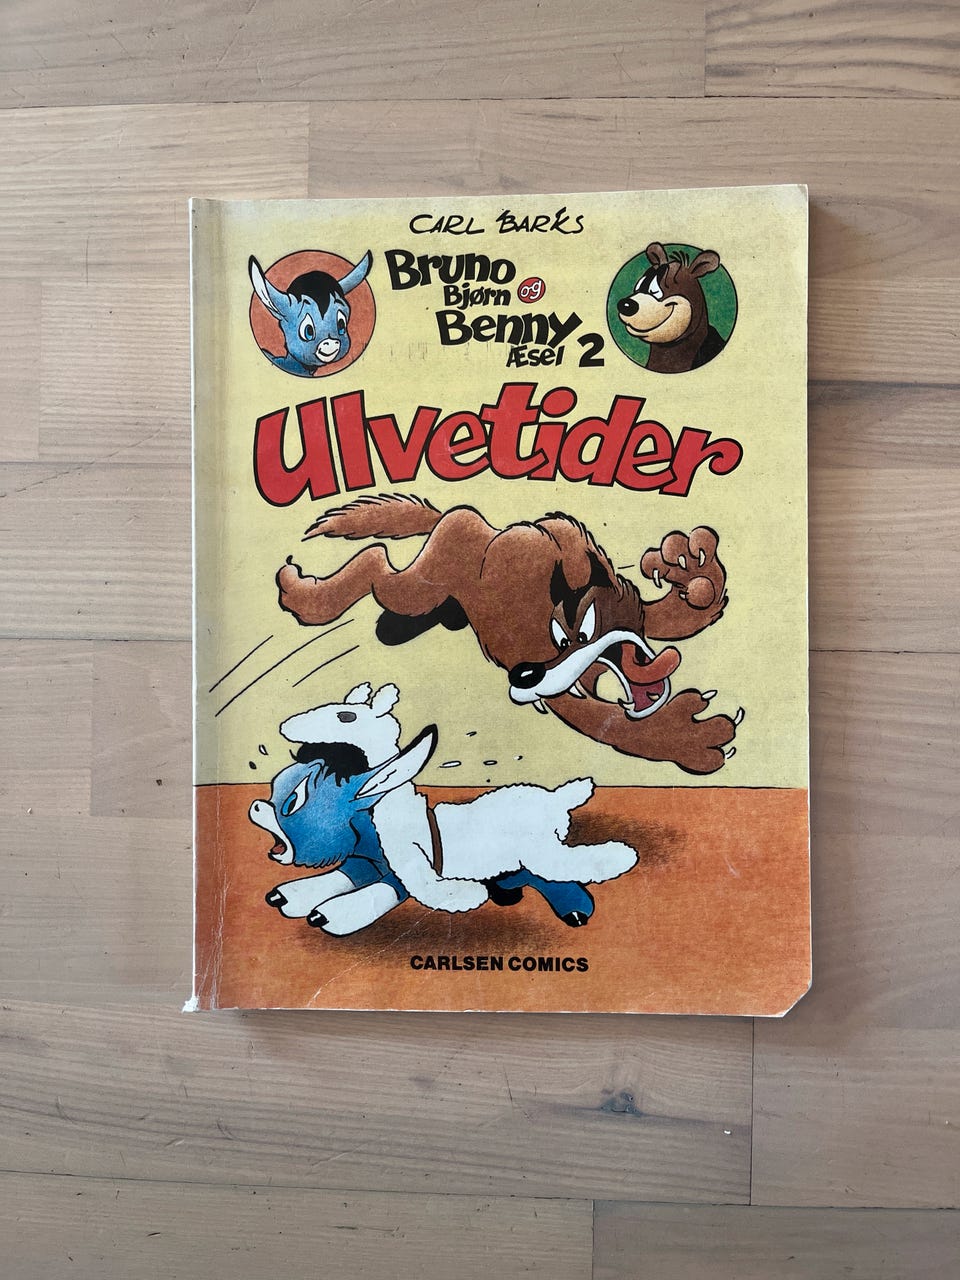 CARL BARKS
Bruno
Bjørn og
Benny
Æsel 2
Ulvetider
CARLSEN COMICS